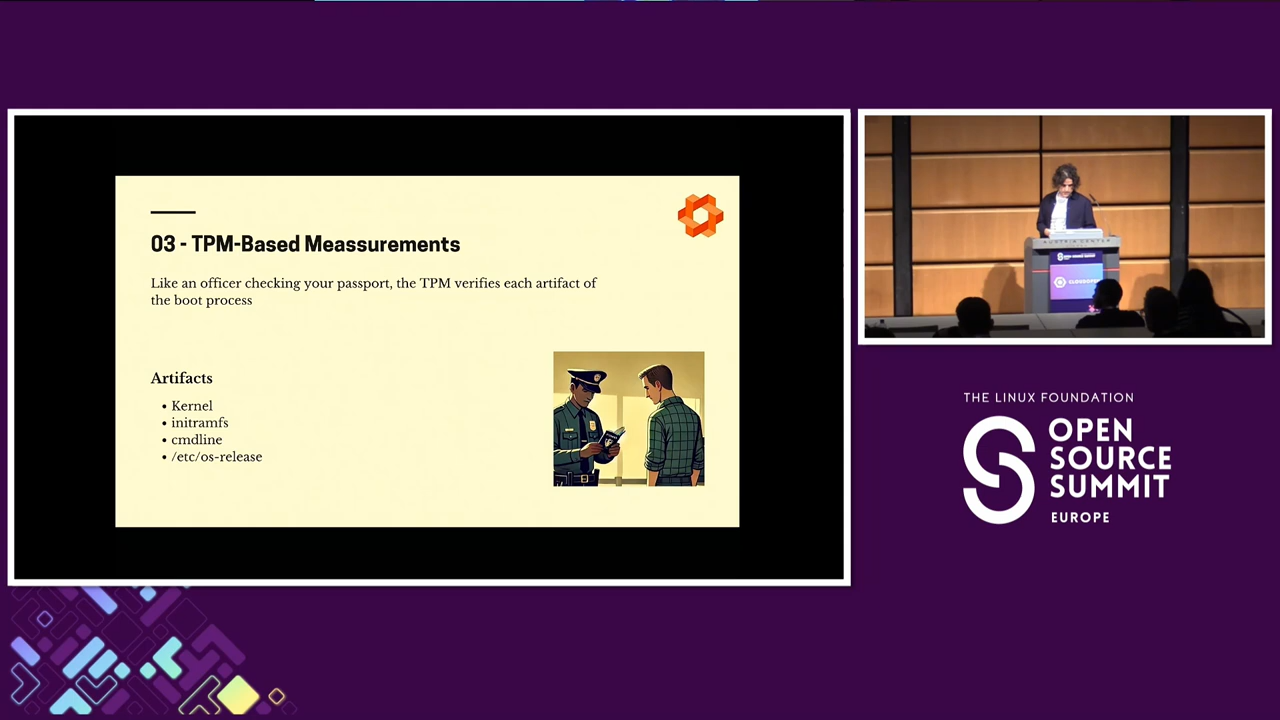 03 - TPM-Based Meassurements
Like an officer checking your passport, the TPM verifies each artifact of
the boot process
Artifacts
• Kernel
• initramfs
• cmdline
• /etc/os-release
THE LINUX FOUNDATION
OPEN
SOURCE
SUMMIT
EUROPE